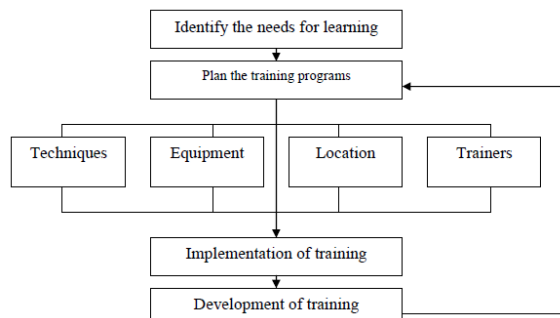 Identify the needs for learning
Plan the training programs
Techniques
Equipment
Location
Trainers
Implementation of training
Development of training